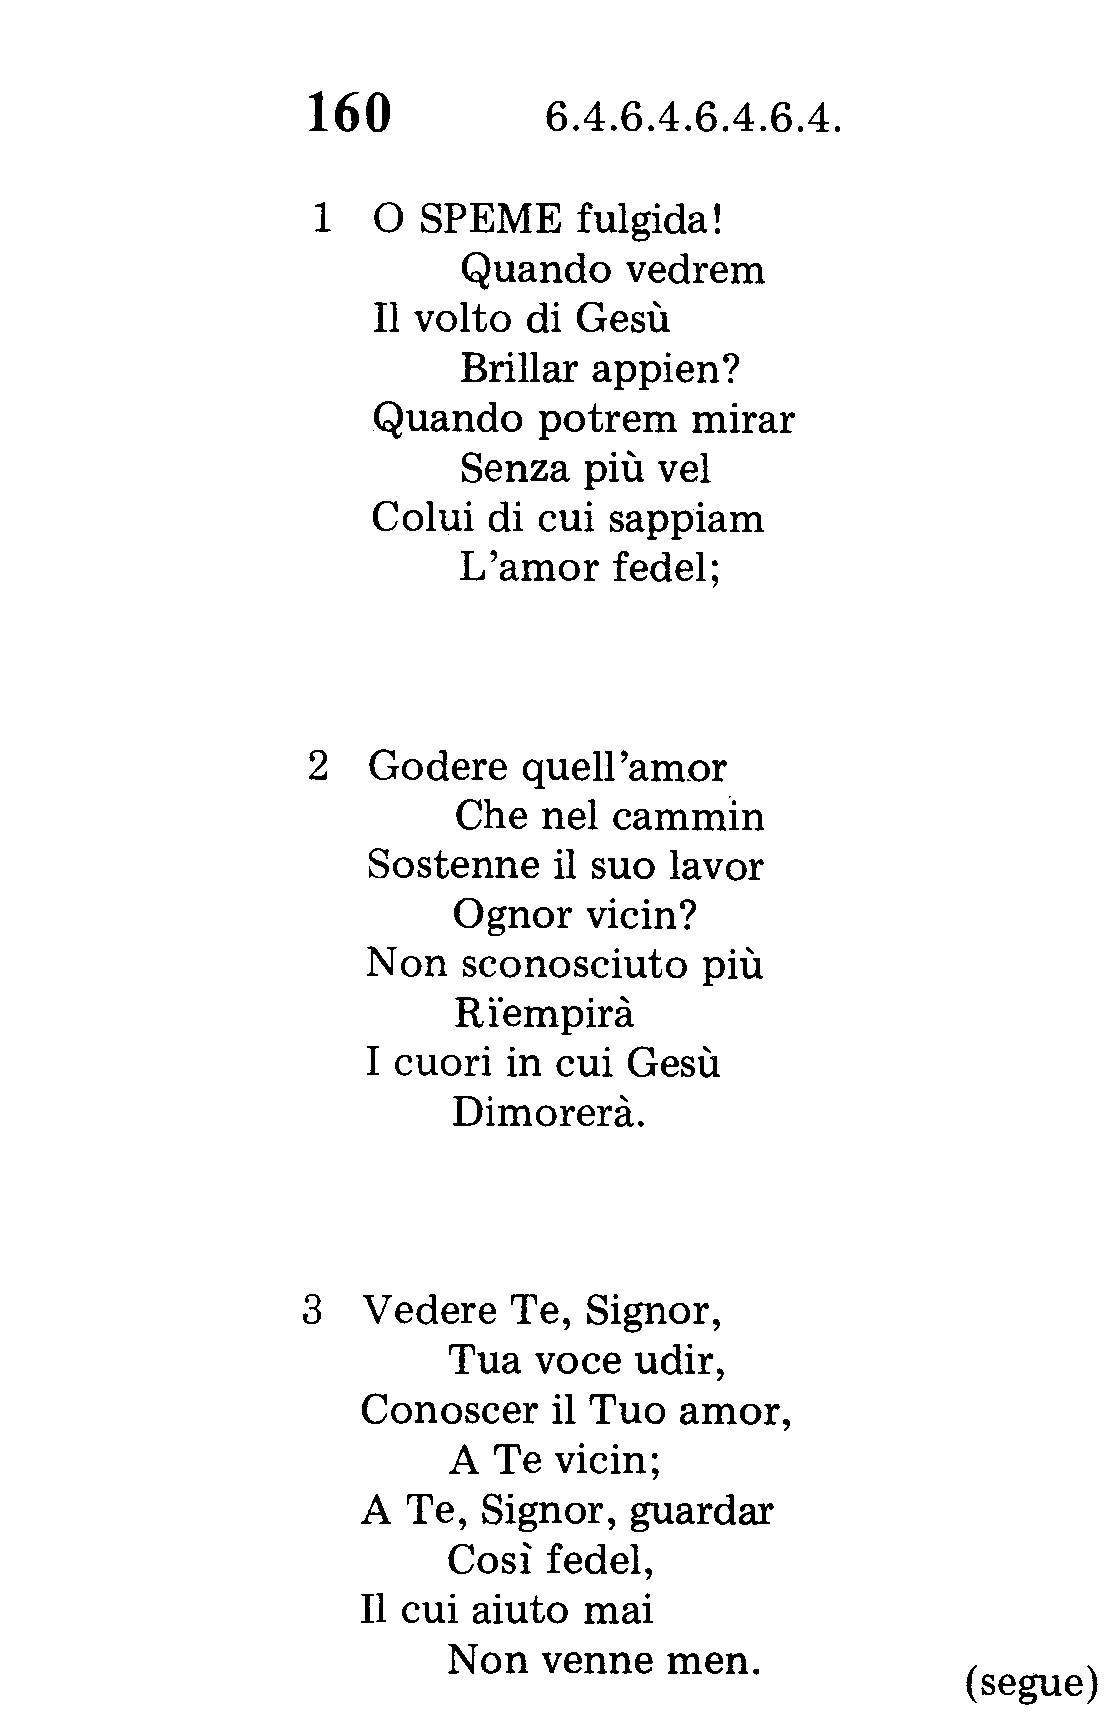 160 6.4.6.4.6.4.6.4.
1 O SPEME fulgida!
Quando vedrem
Il volto di Gesù
Brillar appien?
Quando potrem mirar
Senza più vel
Colui di cui sappiam
L'amor fedel;
2 Godere quell'amor
Che nel cammin
Sostenne il suo lavor
Ognor vicin?
Non sconosciuto più
Rïempirà
I cuori in cui Gesù
Dimorerà.
3 Vedere Te, Signor,
Tua voce udir,
Conoscer il Tuo amor,
A Te vicin;
A Te, Signor, guardar
Così fedel,
Il cui aiuto mai
Non venne men.
(segue)